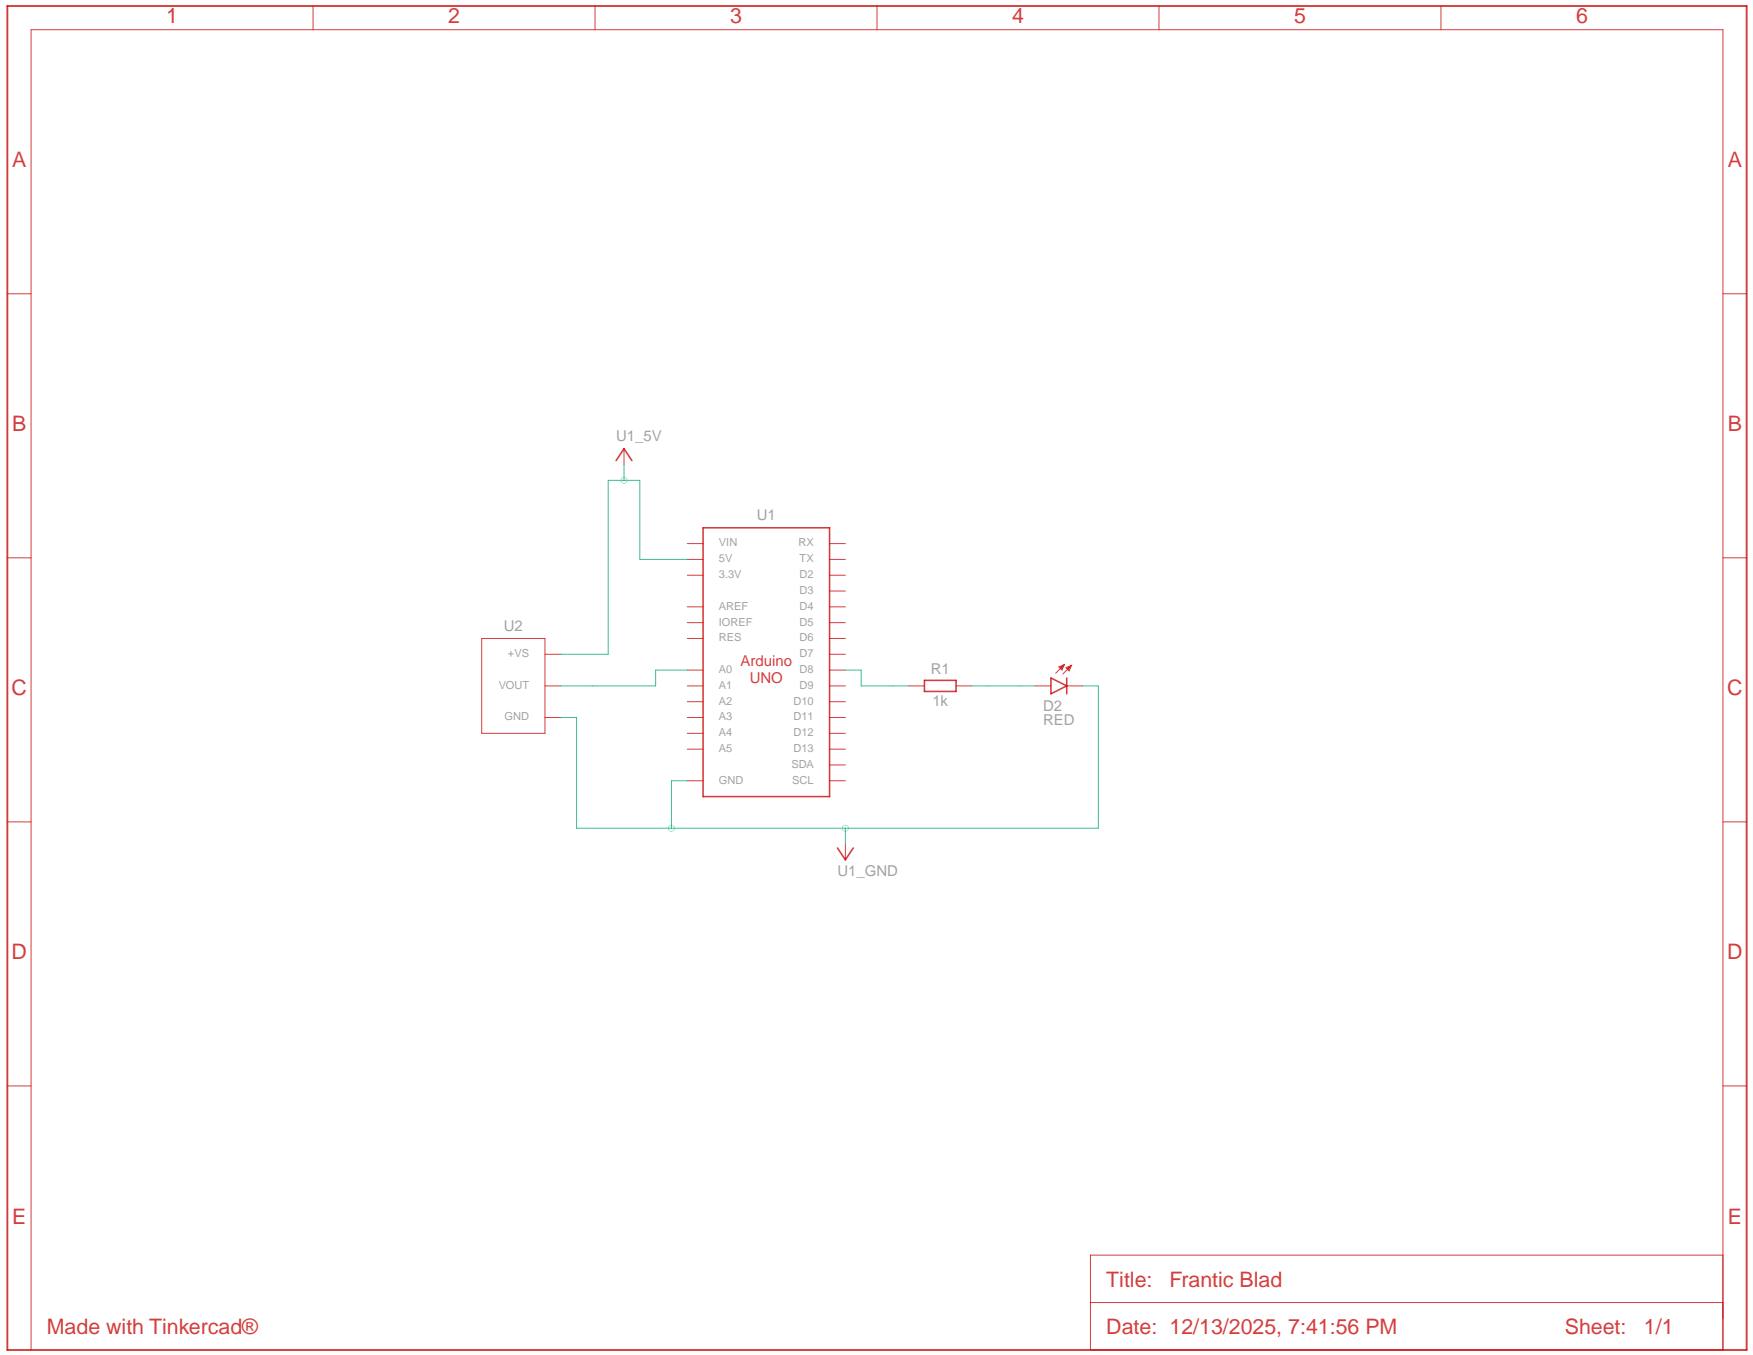 1 2 3 4 5 6
A A
B B
U1_5V
U1
VIN RX
5V TX
3.3V D2
D3
AREF D4
IOREF D5
RES D6
D7
U2
+VS
VOUT
GND
Arduino
UNO
A0 D8
A1 D9
A2 D10
A3 D11
A4 D12
A5 D13
SDA
GND SCL
R1
1k
D2
RED
C C
U1_GND
D D
E E
Title: Frantic Blad
Made with Tinkercad®
Date: 12/13/2025, 7:41:56 PM Sheet: 1/1